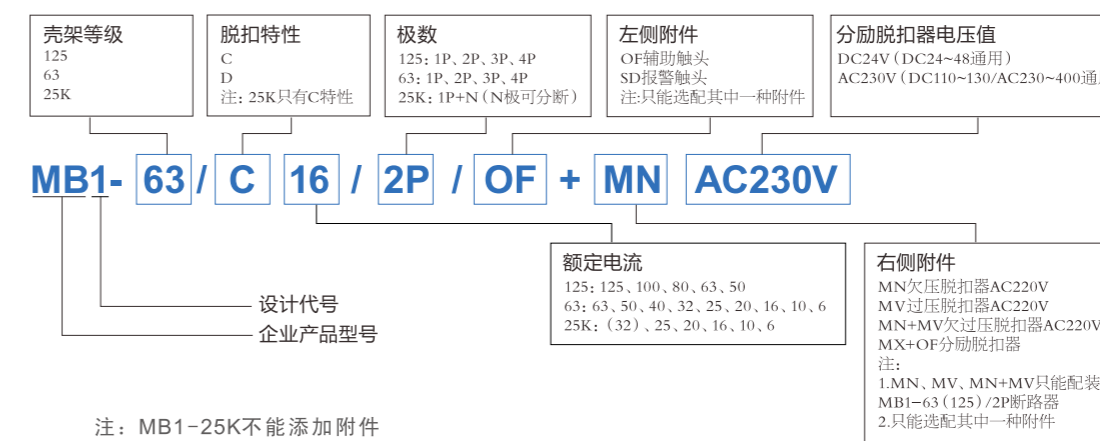 壳架等级
125
63
25K
脱扣特性
C
D
注: 25K只有C特性
极数
125: 1P、2P、3P、4P
63: 1P、2P、3P、4P
25K: 1P+N (N极可分断)
左侧附件
OF辅助触头
SD报警触头
注:只能选配其中一种附件
分励脱扣器电压值
DC24V (DC24~48通用)
AC230V (DC110~130/AC230~400通
MB1- 63 / C 16 / 2P / OF + MN AC230V
设计代号
企业产品型号
额定电流
125: 125、100、80、63、50
63: 63、50、40、32、25、20、16、10、6
25K: (32)、25、20、16、10、6
右侧附件
MN欠压脱扣器AC220V
MV过压脱扣器AC220V
MN+MV欠过压脱扣器AC220V
MX+OF分励脱扣器
注:
1.MN、MV、MN+MV只能配装
MB1-63 (125) /2P断路器
2.只能选配其中一种附件
注: MB1-25K不能添加附件